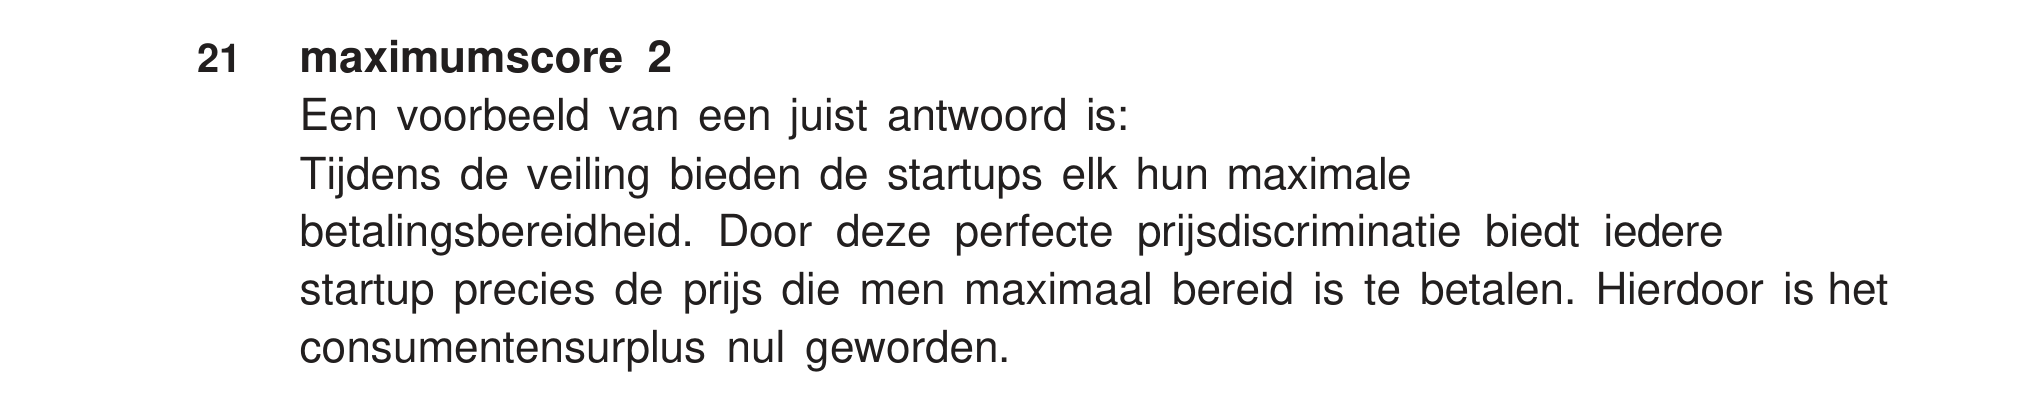 21 maximumscore 2
Een voorbeeld van een juist antwoord is:
Tijdens de veiling bieden de startups elk hun maximale
betalingsbereidheid. Door deze perfecte prijsdiscriminatie biedt iedere
startup precies de prijs die men maximaal bereid is te betalen. Hierdoor is het
consumentensurplus nul geworden.